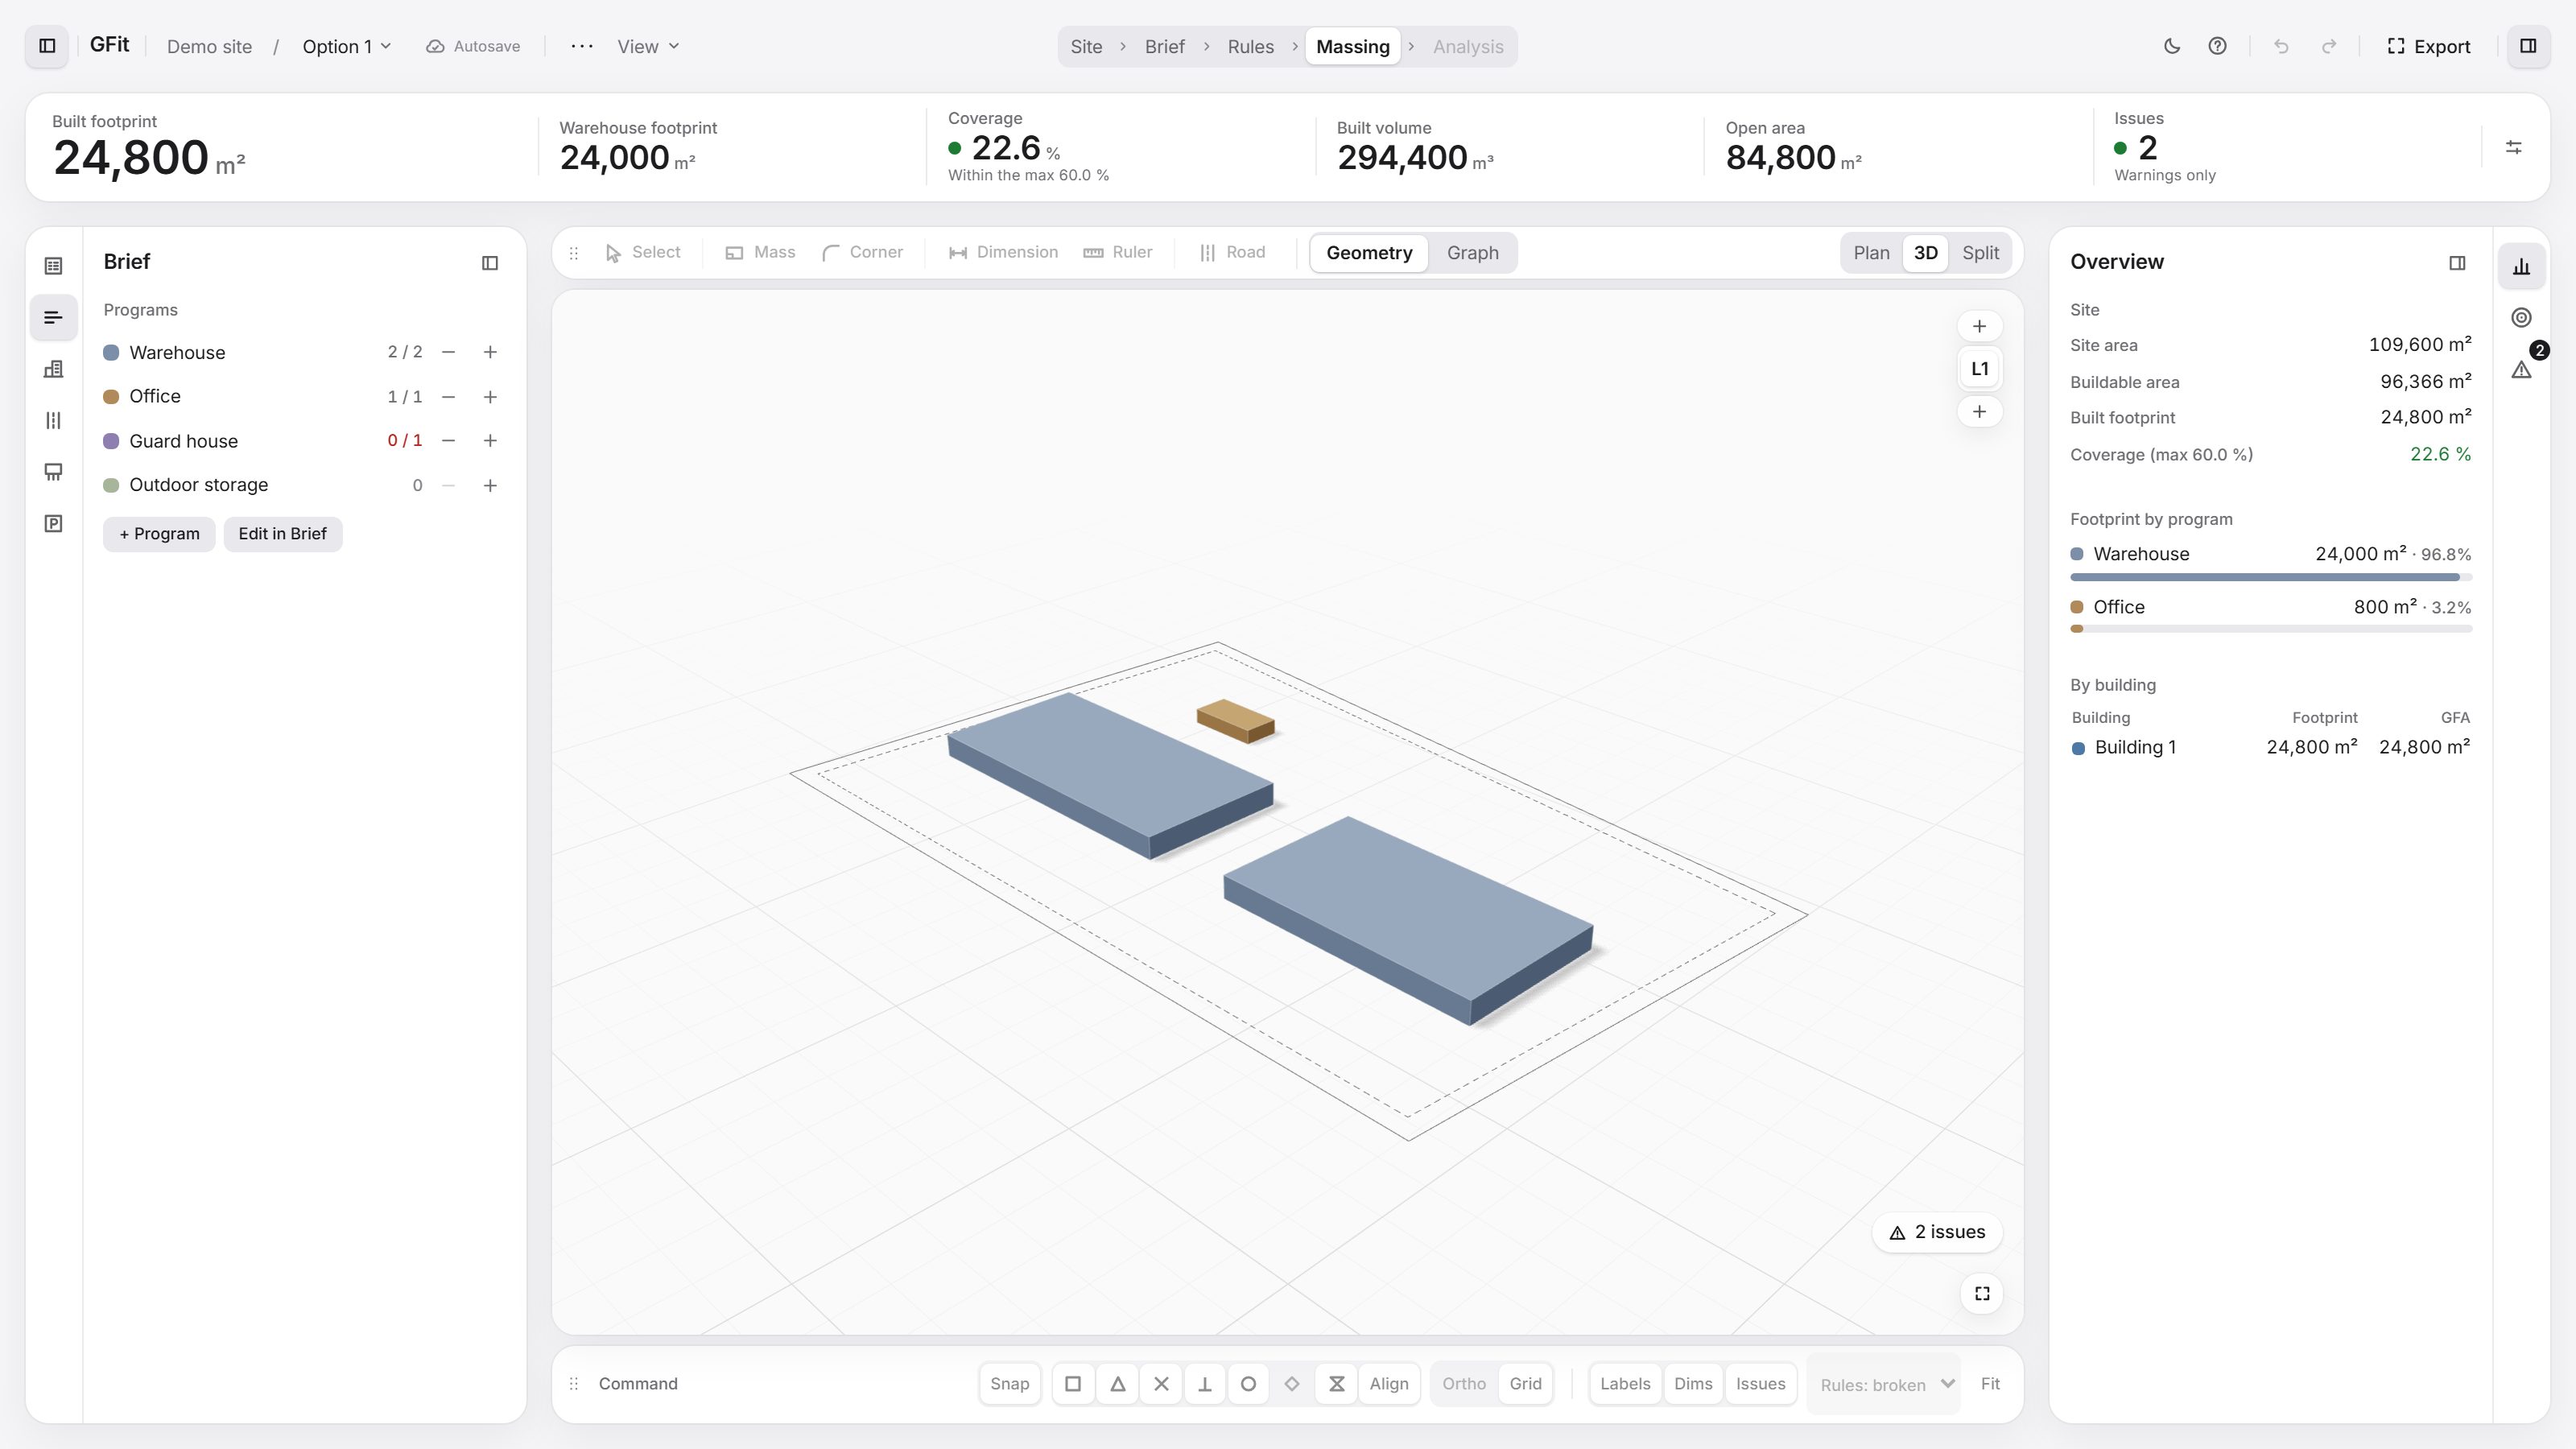 GFit Demo site / Option 1 Autosave ··· View
Site › Brief › Rules › Massing › Analysis
Export
Built footprint
24,800 m²
Warehouse footprint
24,000 m²
Coverage
22.6 %
Within the max 60.0 %
Built volume
294,400 m³
Open area
84,800 m²
Issues
2
Warnings only
Brief
Programs
Warehouse 2 / 2 − +
Office 1 / 1 − +
Guard house 0 / 1 − +
Outdoor storage 0 − +
+ Program Edit in Brief
P
Select Mass Corner Dimension Ruler Road Geometry Graph Plan 3D Split
+
L1
+
2 issues
Command Snap Align Ortho Grid Labels Dims Issues Rules: broken Fit
Overview
Site
Site area 109,600 m²
Buildable area 96,366 m²
Built footprint 24,800 m²
Coverage (max 60.0 %) 22.6 %
Footprint by program
Warehouse 24,000 m² · 96.8%
Office 800 m² · 3.2%
By building
Building Footprint GFA
Building 1 24,800 m² 24,800 m²
2